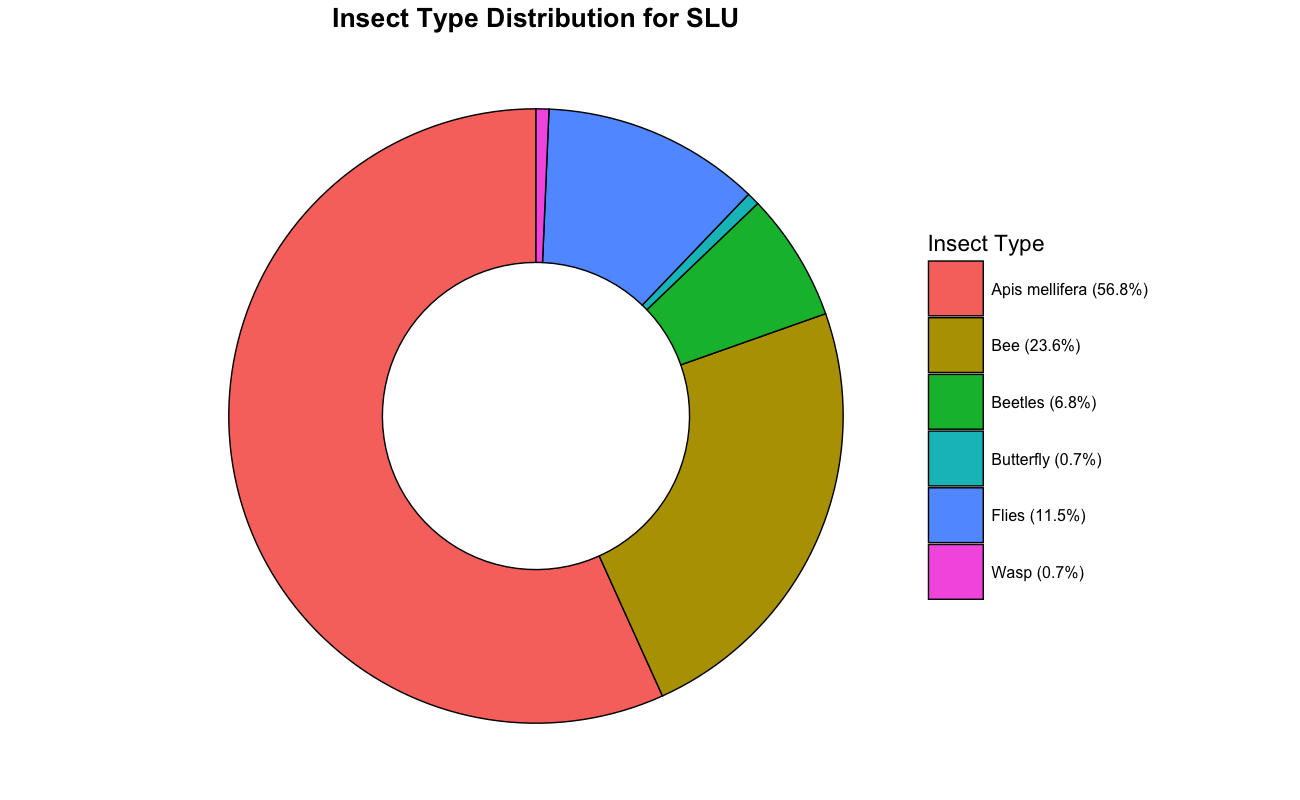 Insect Type Distribution for SLU
Insect Type
Apis mellifera (56.8%)
Bee (23.6%)
Beetles (6.8%)
Butterfly (0.7%)
Flies (11.5%)
Wasp (0.7%)